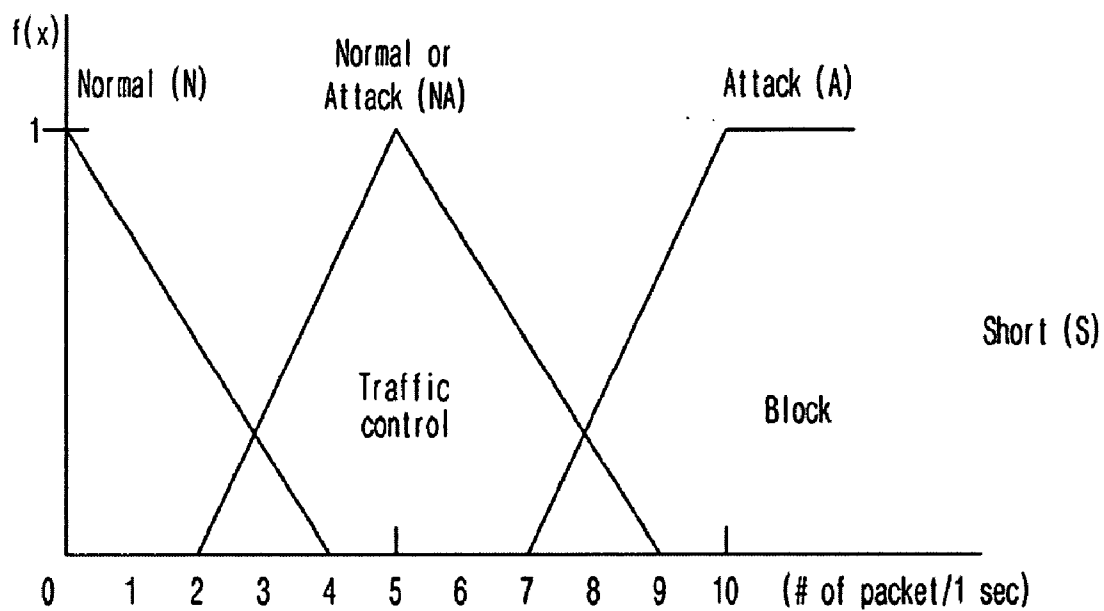 f(x)
Normal (N)
Normal or
Attack (NA)
Attack (A)
1
Short (S)
Traffic
control
Block
0 1 2 3 4 5 6 7 8 9 10 (# of packet/1 sec)